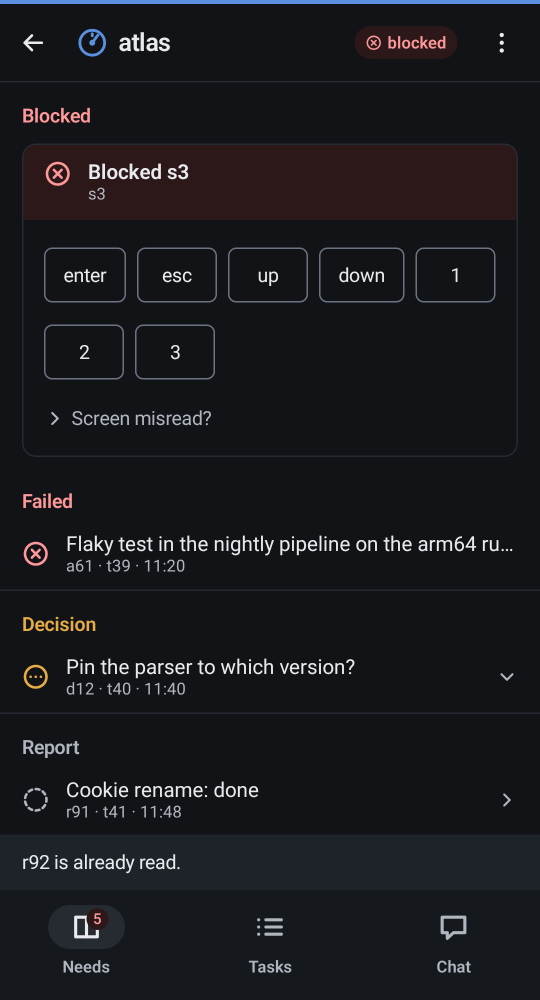 atlas
blocked
Blocked
Blocked s3
s3
enter
esc
up
down
1
2
3
Screen misread?
Failed
Flaky test in the nightly pipeline on the arm64 ru…
a61 · t39 · 11:20
Decision
Pin the parser to which version?
d12 · t40 · 11:40
Report
Cookie rename: done
r91 · t41 · 11:48
r92 is already read.
5
Needs
Tasks
Chat